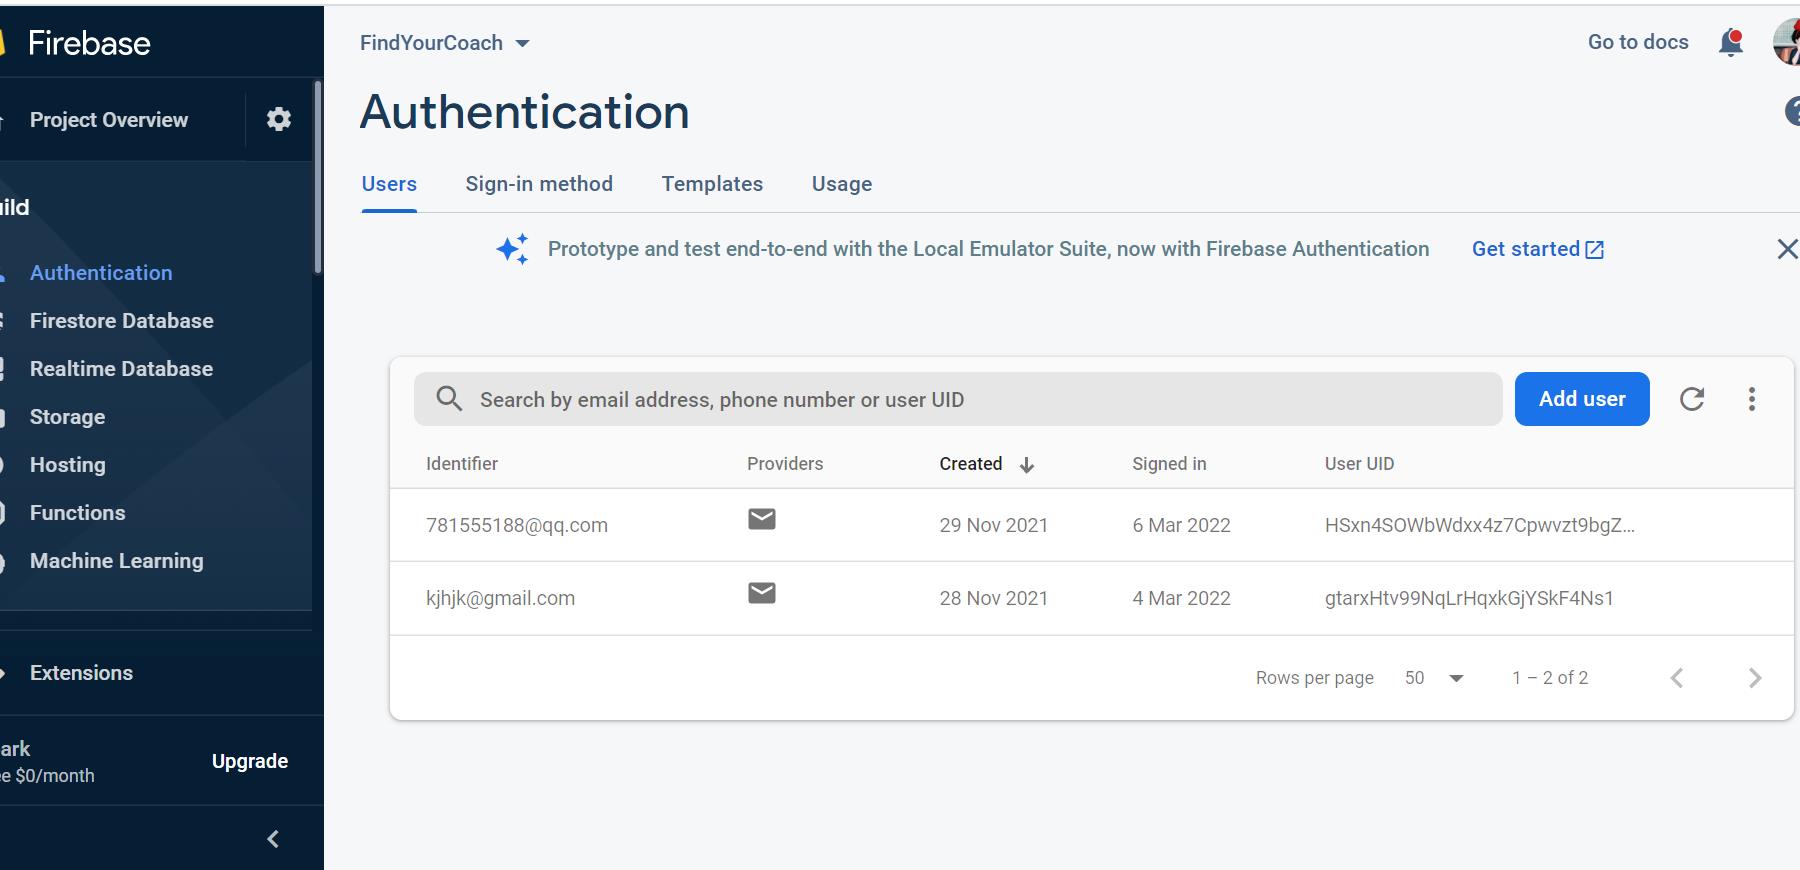 Firebase
Project Overview
ild
Authentication
Firestore Database
Realtime Database
Storage
Hosting
Functions
Machine Learning
Extensions
ark
e $0/month
Upgrade
FindYourCoach
Go to docs
Authentication
Users Sign-in method Templates Usage
Prototype and test end-to-end with the Local Emulator Suite, now with Firebase Authentication Get started
Search by email address, phone number or user UID
Add user
Identifier Providers Created Signed in User UID
781555188@qq.com 29 Nov 2021 6 Mar 2022 HSxn4SOWbWdxx4z7Cpwvzt9bgZ...
kjhjk@gmail.com 28 Nov 2021 4 Mar 2022 gtarxHtv99NqLrHqxkGjYSkF4Ns1
Rows per page 50 1 – 2 of 2